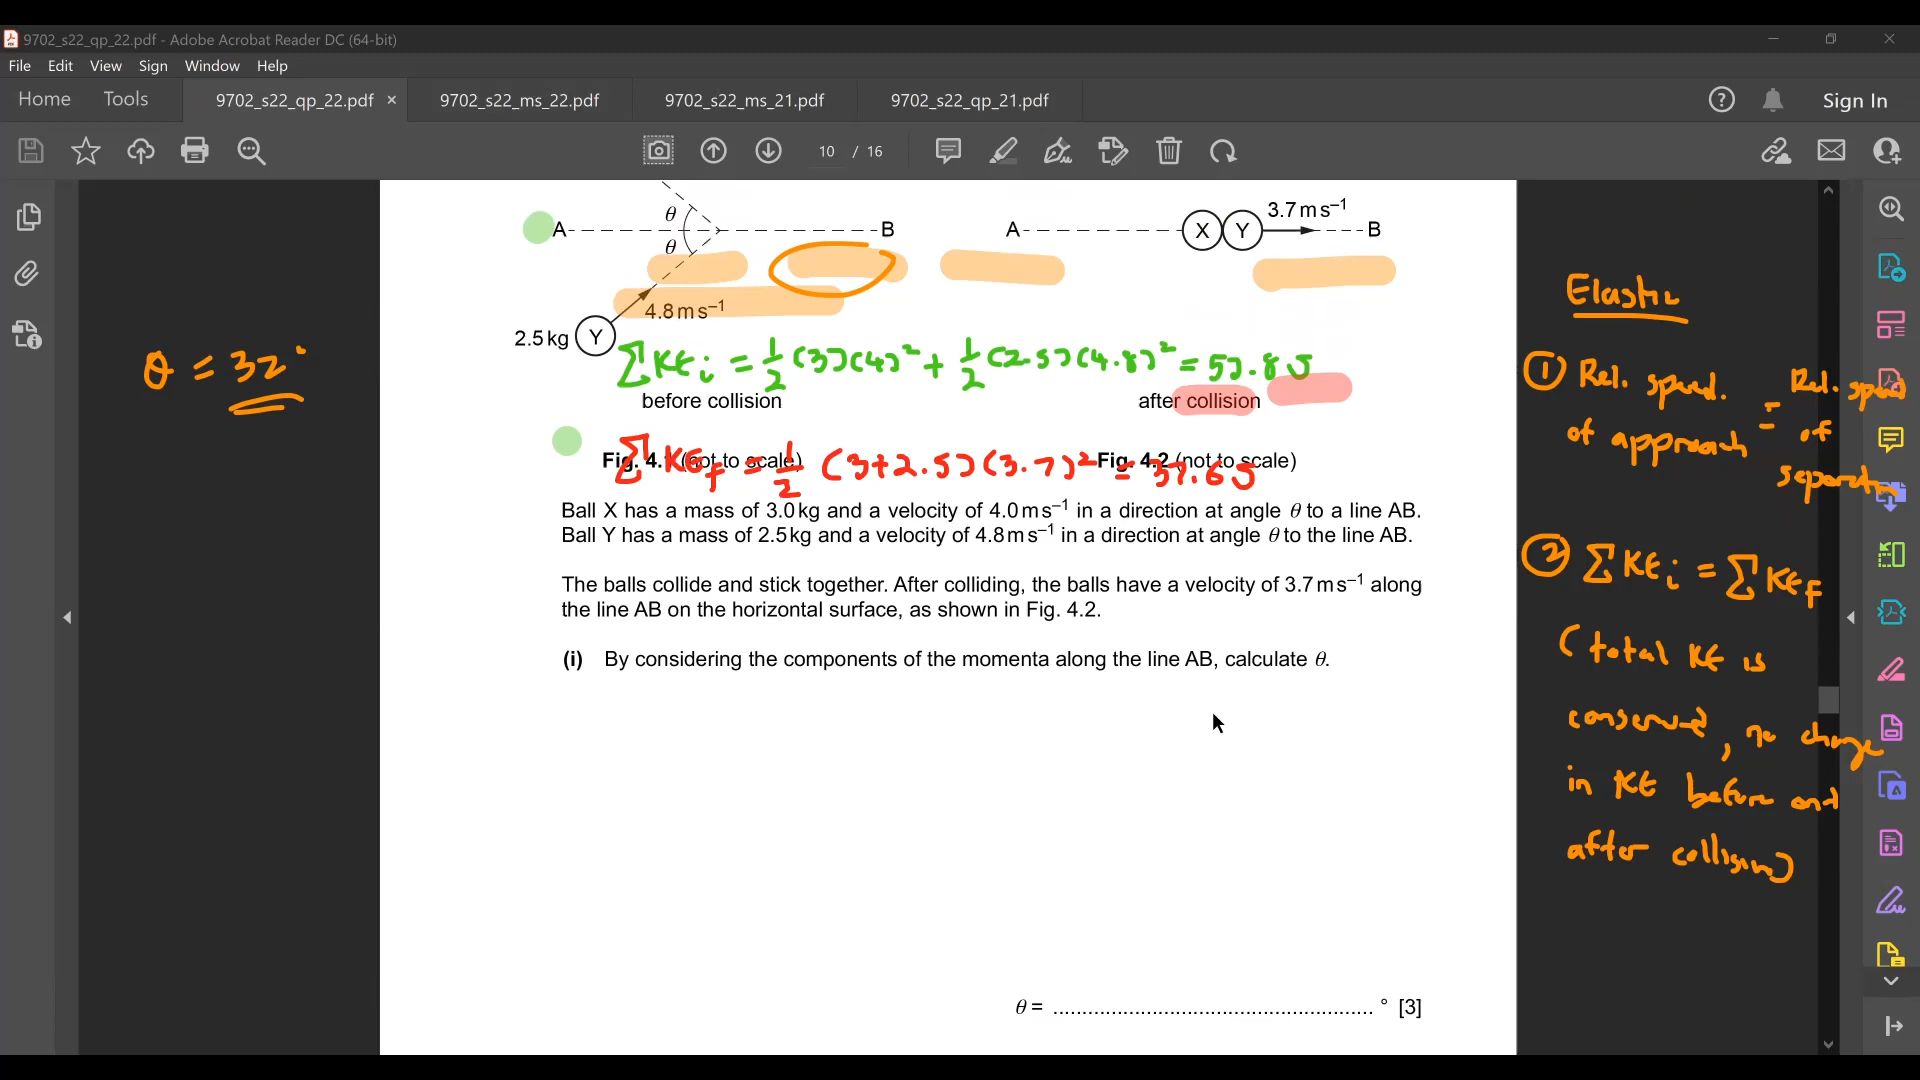 9702_s22_qp_22.pdf - Adobe Acrobat Reader DC (64-bit)
File Edit View Sign Window Help
Home Tools 9702_s22_qp_22.pdf × 9702_s22_ms_22.pdf 9702_s22_ms_21.pdf 9702_s22_qp_21.pdf Sign In
10 / 16
θ
A B A X Y 3.7 m s⁻¹ B
θ
4.8 m s⁻¹
2.5 kg Y
θ = 32°
ΣKEi = 1/2 (3)(4)² + 1/2 (2.5)(4.8)² = 52.8 J
before collision after collision
ΣKEf = 1/2 (3+2.5)(3.7)² = 37.6 J
Fig. 4.1 (not to scale) Fig. 4.2 (not to scale)
Ball X has a mass of 3.0 kg and a velocity of 4.0 m s⁻¹ in a direction at angle θ to a line AB.
Ball Y has a mass of 2.5 kg and a velocity of 4.8 m s⁻¹ in a direction at angle θ to the line AB.
The balls collide and stick together. After colliding, the balls have a velocity of 3.7 m s⁻¹ along
the line AB on the horizontal surface, as shown in Fig. 4.2.
(i) By considering the components of the momenta along the line AB, calculate θ.
θ = ........................................................ ° [3]
Elastic
① Rel. speed. = Rel. speed
of approach of
separation
② ΣKEi = ΣKEf
(total KE is
conserved, no change
in KE before and
after collision)